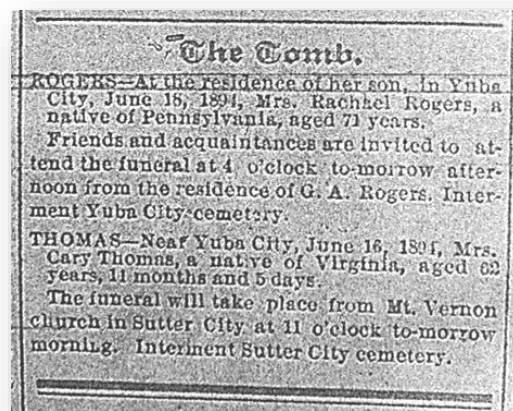 The Tomb.
ROGERS—At the residence of her son, in Yuba
City, June 18, 1894, Mrs. Rachael Rogers, a
native of Pennsylvania, aged 71 years.
Friends and acquaintances are invited to at-
tend the funeral at 4 o'clock to-morrow after-
noon from the residence of G. A. Rogers. Inter-
ment Yuba City cemetery.
THOMAS—Near Yuba City, June 16, 1894, Mrs.
Cary Thomas, a native of Virginia, aged 62
years, 11 months and 5 days.
The funeral will take place from Mt. Vernon
church in Sutter City at 11 o'clock to-morrow
morning. Interment Sutter City cemetery.